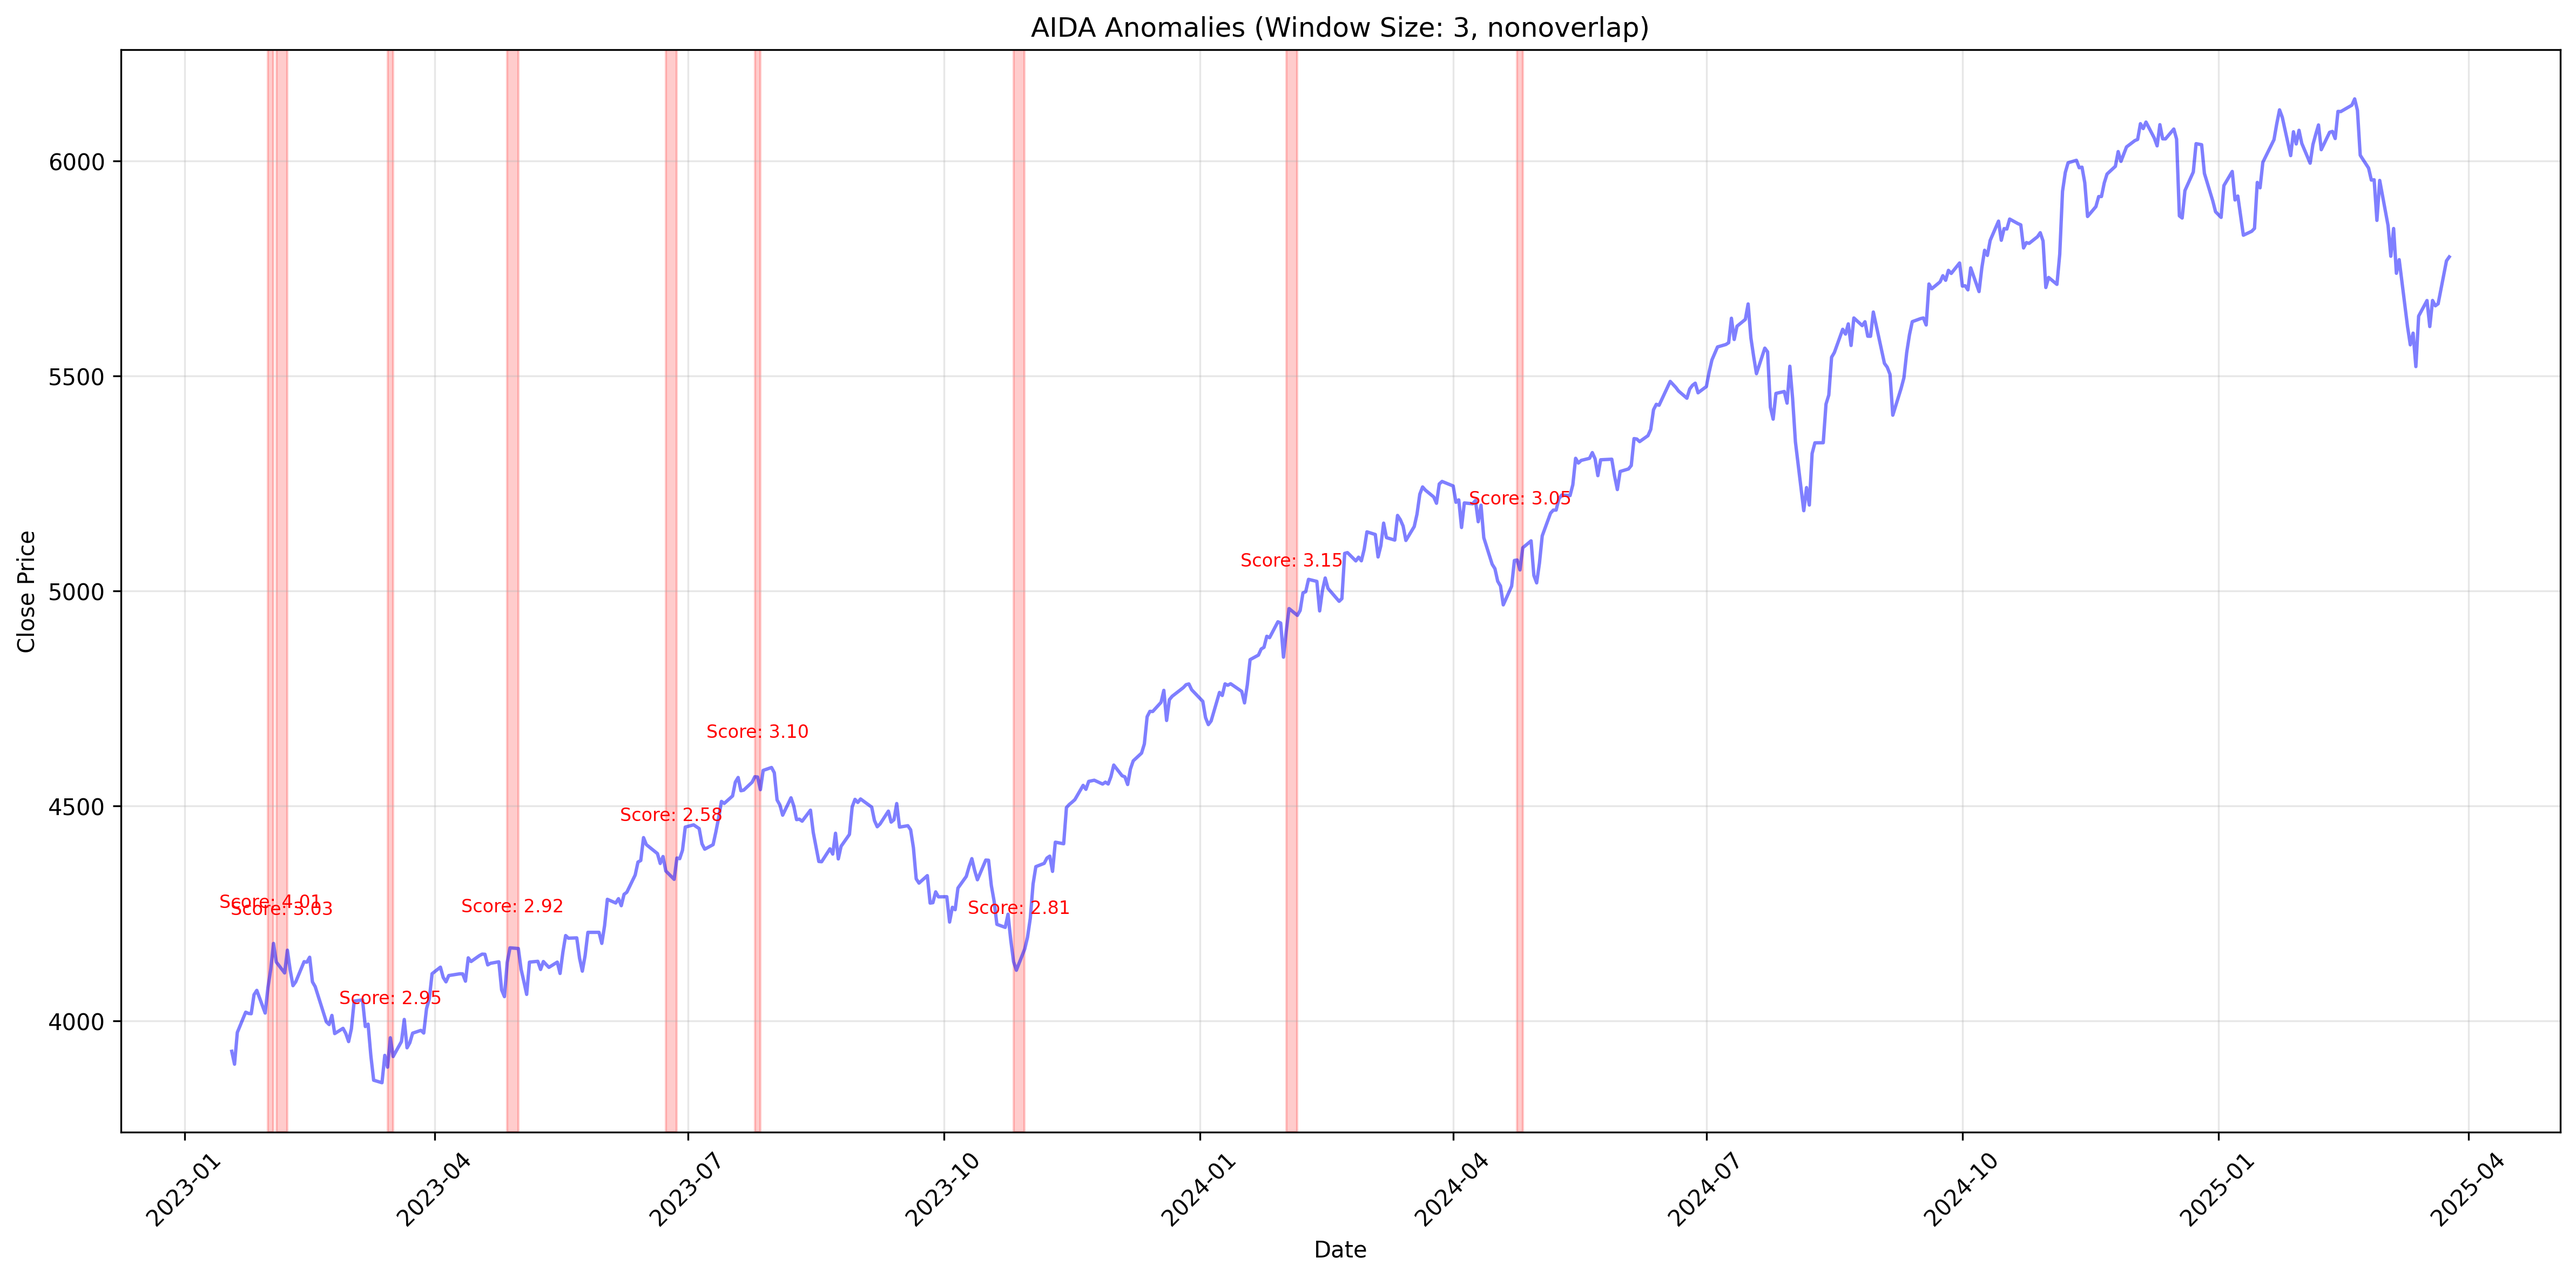 AIDA Anomalies (Window Size: 3, nonoverlap)
Close Price
6000
5500
5000
4500
4000
Score: 4.01
Score: 3.03
Score: 2.95
Score: 2.92
Score: 2.58
Score: 3.10
Score: 2.81
Score: 3.15
Score: 3.05
2023-01
2023-04
2023-07
2023-10
2024-01
2024-04
2024-07
2024-10
2025-01
2025-04
Date